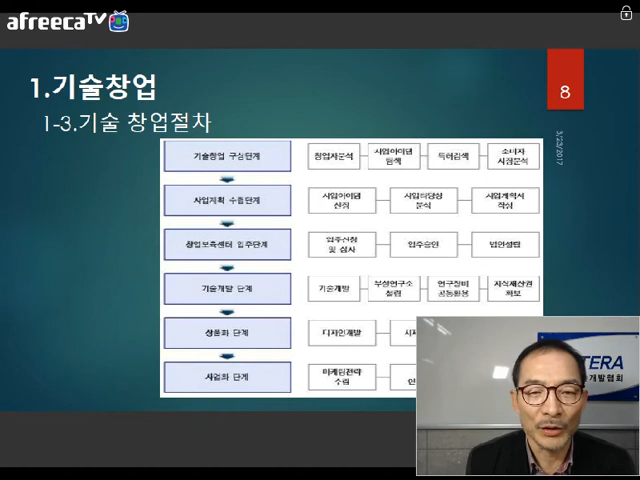 afreecaTV
1.기술창업
8
1-3.기술 창업절차
3/23/2017
기술창업 구상단계
창업자분석
사업아이템
탐색
특허검색
소비자
시장분석
사업계획 수립단계
사업아이템
선정
사업타당성
분석
사업계획서
작성
창업보육센터 입주단계
입주신청
및 심사
입주승인
법인설립
기술개발 단계
기술개발
부설연구소
설립
연구장비
공동활용
지식재산권
확보
상품화 단계
디자인개발
사업화 단계
마케팅전략
수립
TERA
개발협회